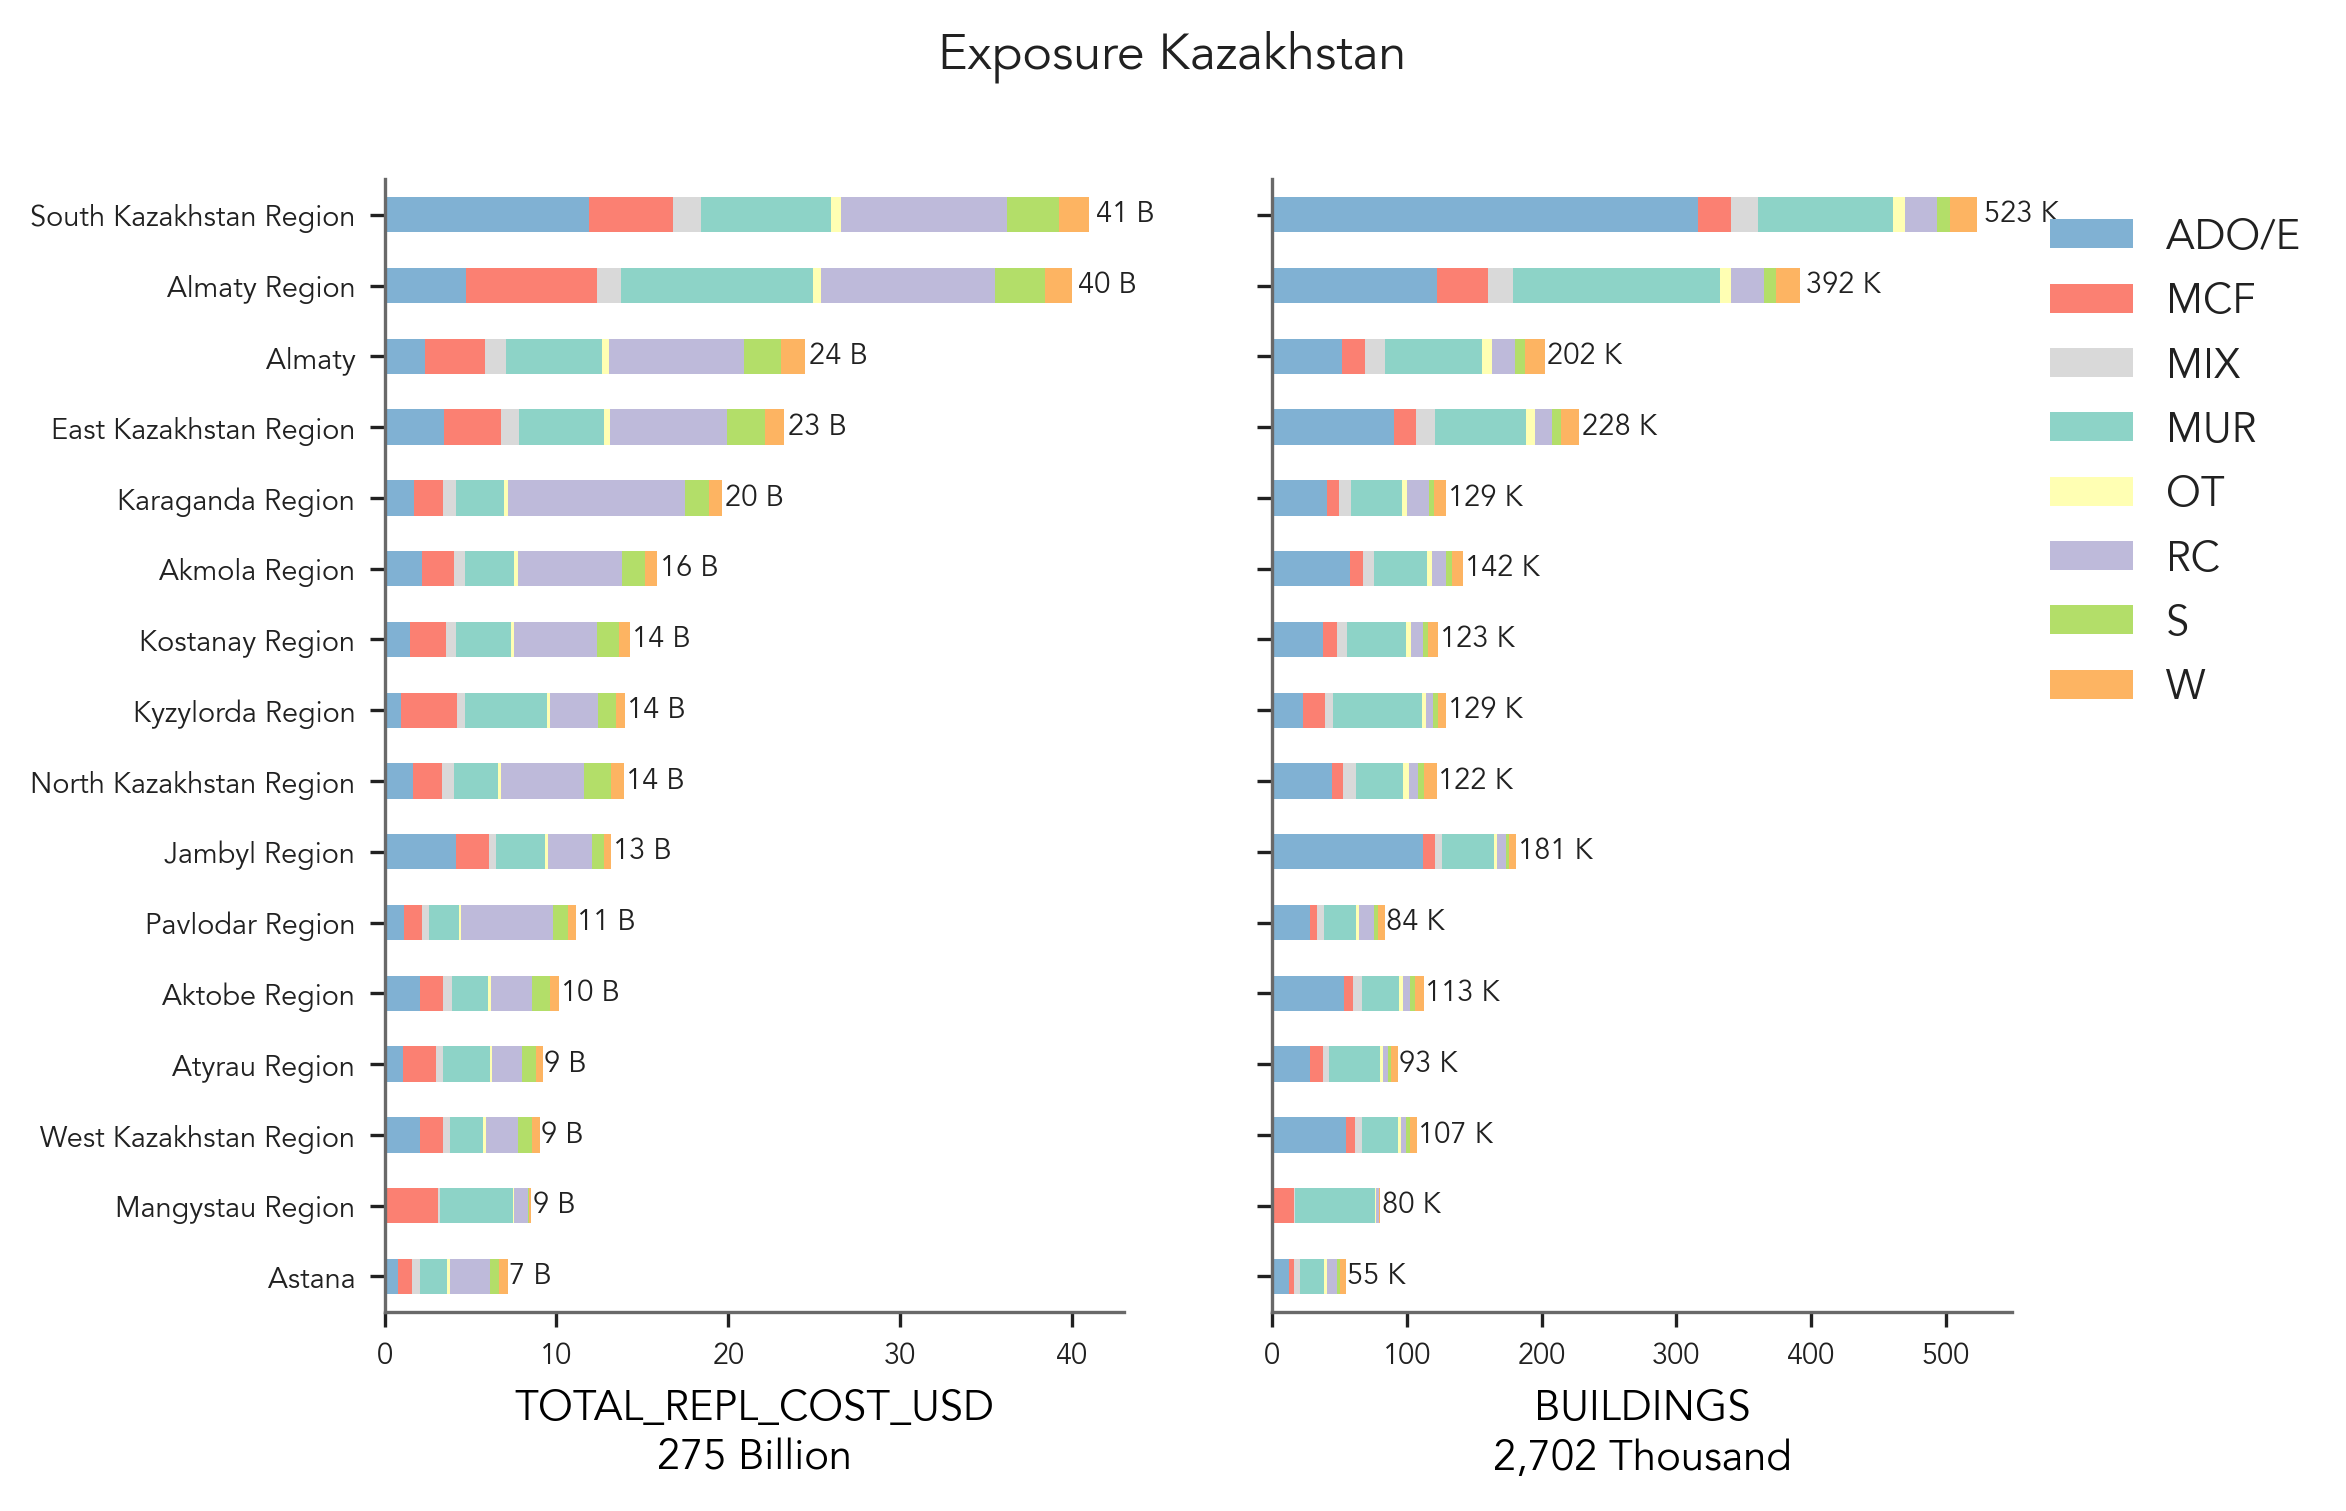 Exposure Kazakhstan
South Kazakhstan Region 41 B 523 K
Almaty Region 40 B 392 K
Almaty 24 B 202 K
East Kazakhstan Region 23 B 228 K
Karaganda Region 20 B 129 K
Akmola Region 16 B 142 K
Kostanay Region 14 B 123 K
Kyzylorda Region 14 B 129 K
North Kazakhstan Region 14 B 122 K
Jambyl Region 13 B 181 K
Pavlodar Region 11 B 84 K
Aktobe Region 10 B 113 K
Atyrau Region 9 B 93 K
West Kazakhstan Region 9 B 107 K
Mangystau Region 9 B 80 K
Astana 7 B 55 K
0 10 20 30 40
TOTAL_REPL_COST_USD
275 Billion
0 100 200 300 400 500
BUILDINGS
2,702 Thousand
ADO/E
MCF
MIX
MUR
OT
RC
S
W